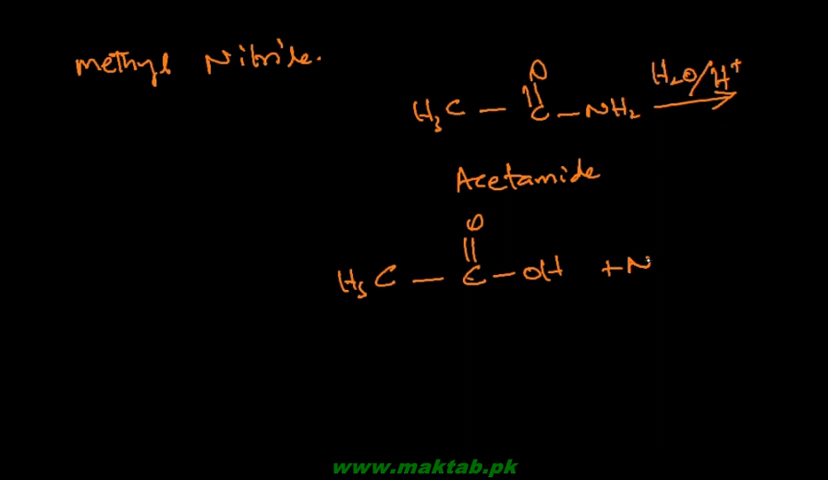 Methyl Nitrile.
O
H₃C – C – NH₂ H₂O/H⁺
Acetamide
O
H₃C – C – OH + N
www.maktab.pk